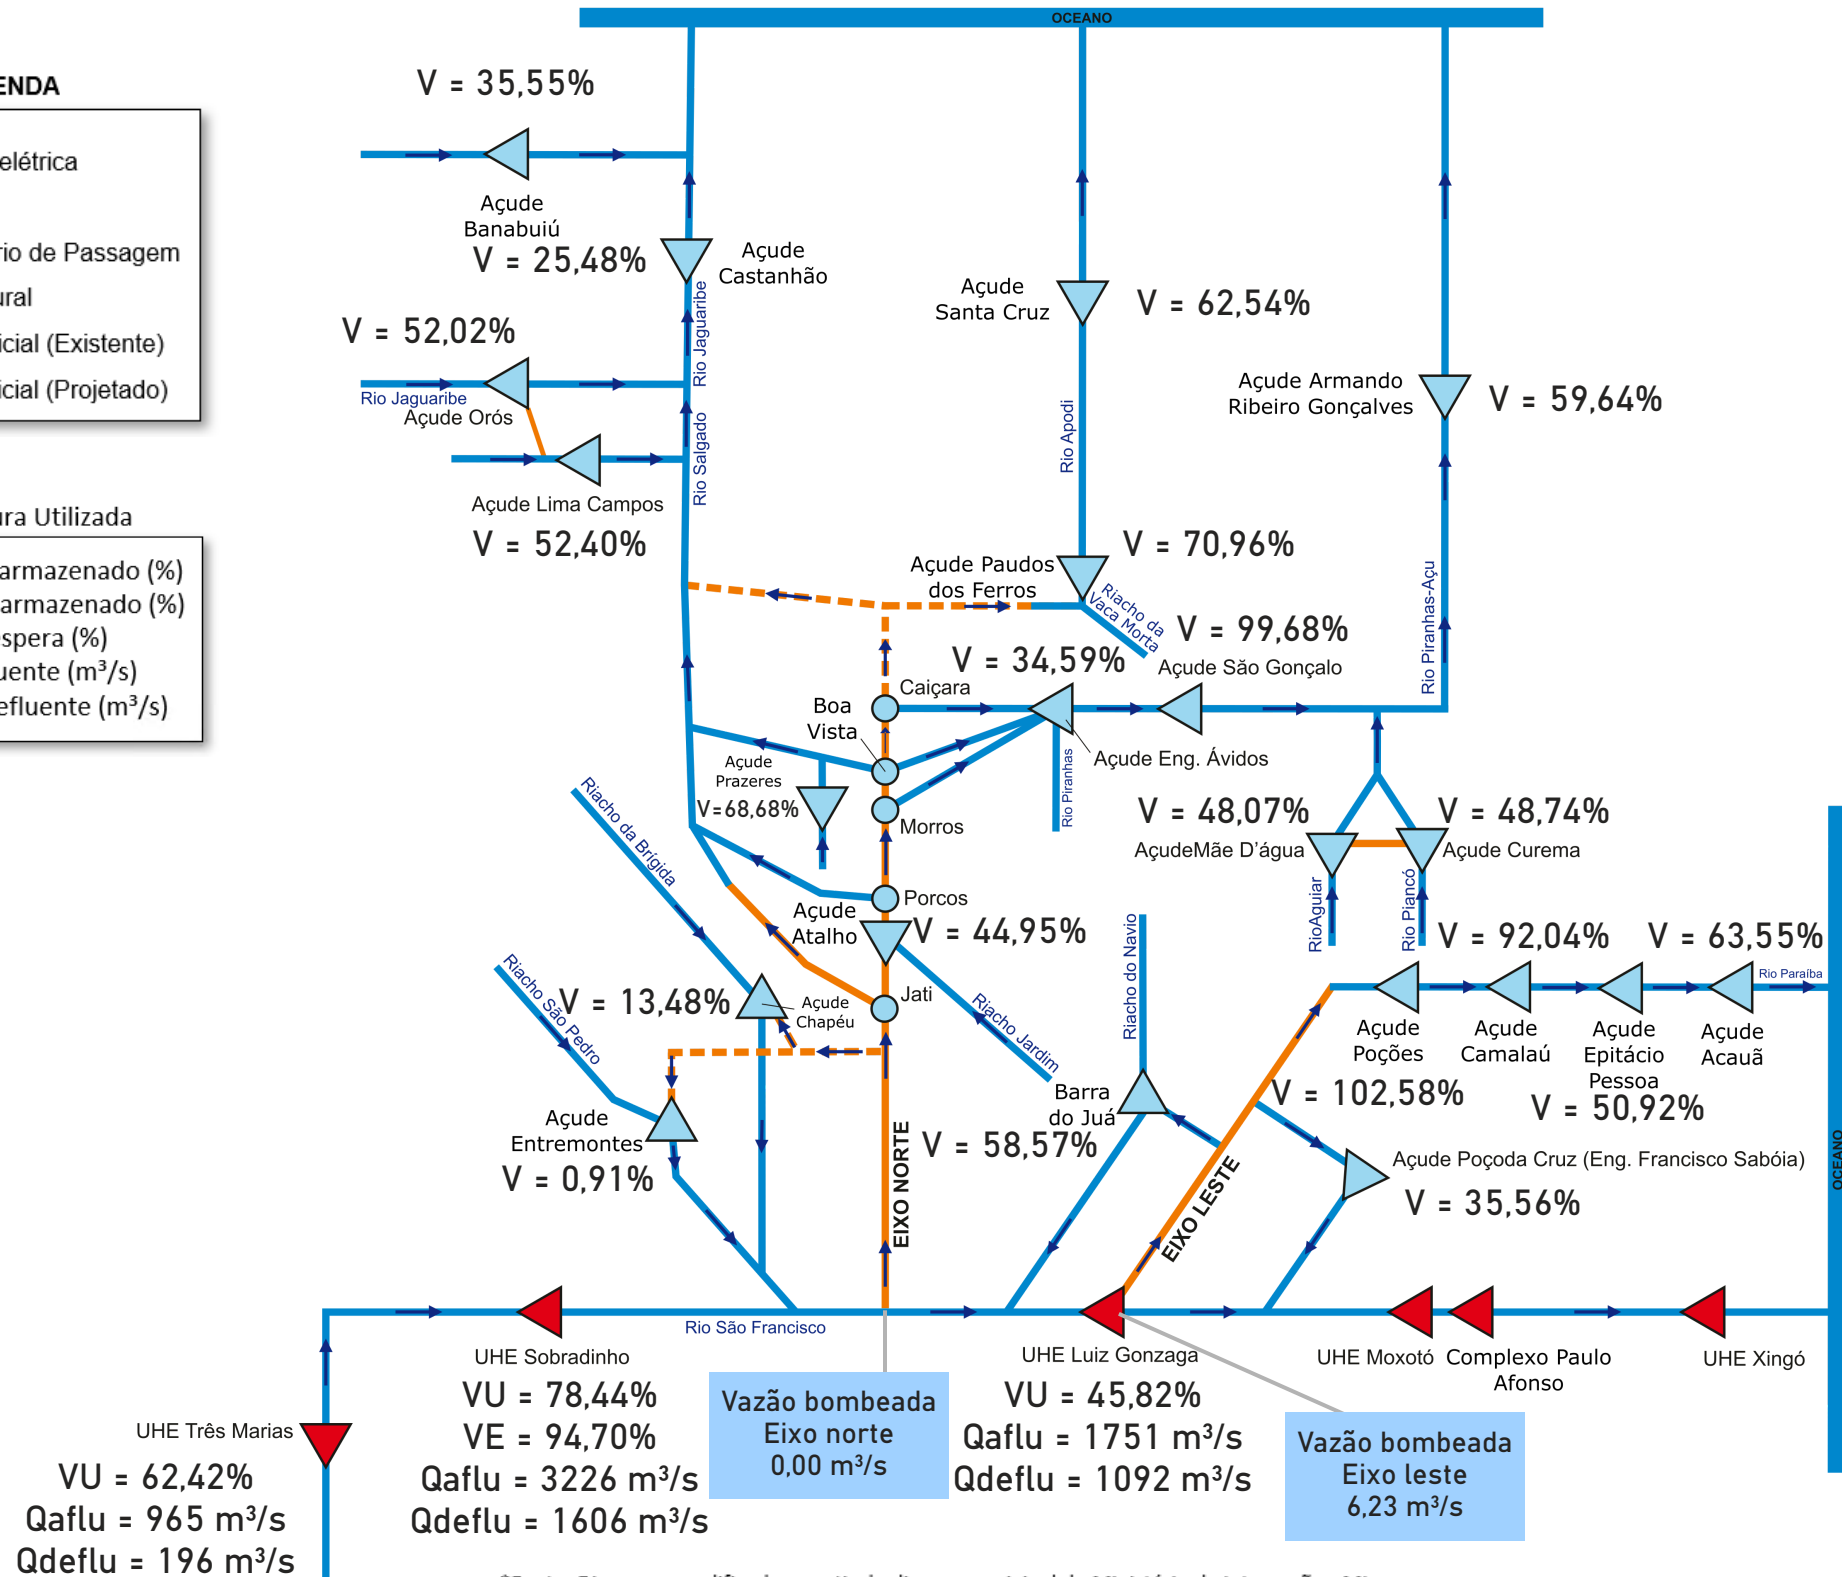 OCEANO
ENDA
elétrica
rio de Passagem
ural
icial (Existente)
icial (Projetado)
ura Utilizada
armazenado (%)
armazenado (%)
espera (%)
uente (m³/s)
efluente (m³/s)
V = 35,55%
Açude
Banabuiú
V = 25,48%
Açude
Castanhão
Rio Jaguaribe
V = 52,02%
Rio Jaguaribe
Açude Orós
Rio Salgado
Açude Lima Campos
V = 52,40%
Açude
Santa Cruz
V = 62,54%
Rio Apodi
Açude Armando
Ribeiro Gonçalves
V = 59,64%
Açude Paudos
dos Ferros
V = 70,96%
Riacho da
Vaca Morta
V = 99,68%
Açude São Gonçalo
V = 34,59%
Rio Piranhas-Açu
Caiçara
Boa
Vista
Açude Eng. Ávidos
Rio Piranhas
Açude
Prazeres
V=68,68%
Morros
Riacho da Brígida
V = 48,07%
AçudeMãe D'água
V = 48,74%
Açude Curema
RioAguiar
Rio Piancó
Porcos
Açude
Atalho
V = 44,95%
Riacho do Navio
V = 92,04%
V = 63,55%
Rio Paraíba
Riacho São Pedro
V = 13,48%
Açude
Chapéu
Jati
Riacho Jardim
Açude
Poções
Açude
Camalaú
Açude
Epitácio
Pessoa
Açude
Acauã
V = 102,58%
V = 50,92%
Barra
do Juá
V = 58,57%
Açude
Entremontes
V = 0,91%
EIXO NORTE
EIXO LESTE
Açude Poçoda Cruz (Eng. Francisco Sabóia)
V = 35,56%
OCEANO
Rio São Francisco
UHE Sobradinho
VU = 78,44%
VE = 94,70%
Qaflu = 3226 m³/s
Qdeflu = 1606 m³/s
Vazão bombeada
Eixo norte
0,00 m³/s
UHE Luiz Gonzaga
VU = 45,82%
Qaflu = 1751 m³/s
Qdeflu = 1092 m³/s
Vazão bombeada
Eixo leste
6,23 m³/s
UHE Moxotó
Complexo Paulo
Afonso
UHE Xingó
UHE Três Marias
VU = 62,42%
Qaflu = 965 m³/s
Qdeflu = 196 m³/s